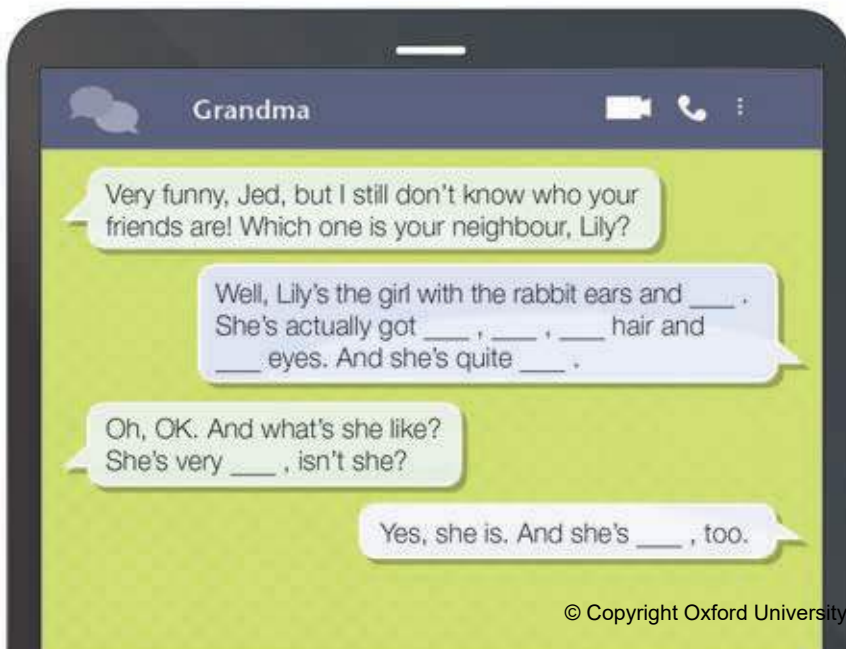 Grandma
Very funny, Jed, but I still don't know who your
friends are! Which one is your neighbour, Lily?
Well, Lily's the girl with the rabbit ears and ___ .
She's actually got ___ , ___ , ___ hair and
___ eyes. And she's quite ___ .
Oh, OK. And what's she like?
She's very ___ , isn't she?
Yes, she is. And she's ___ , too.
© Copyright Oxford University